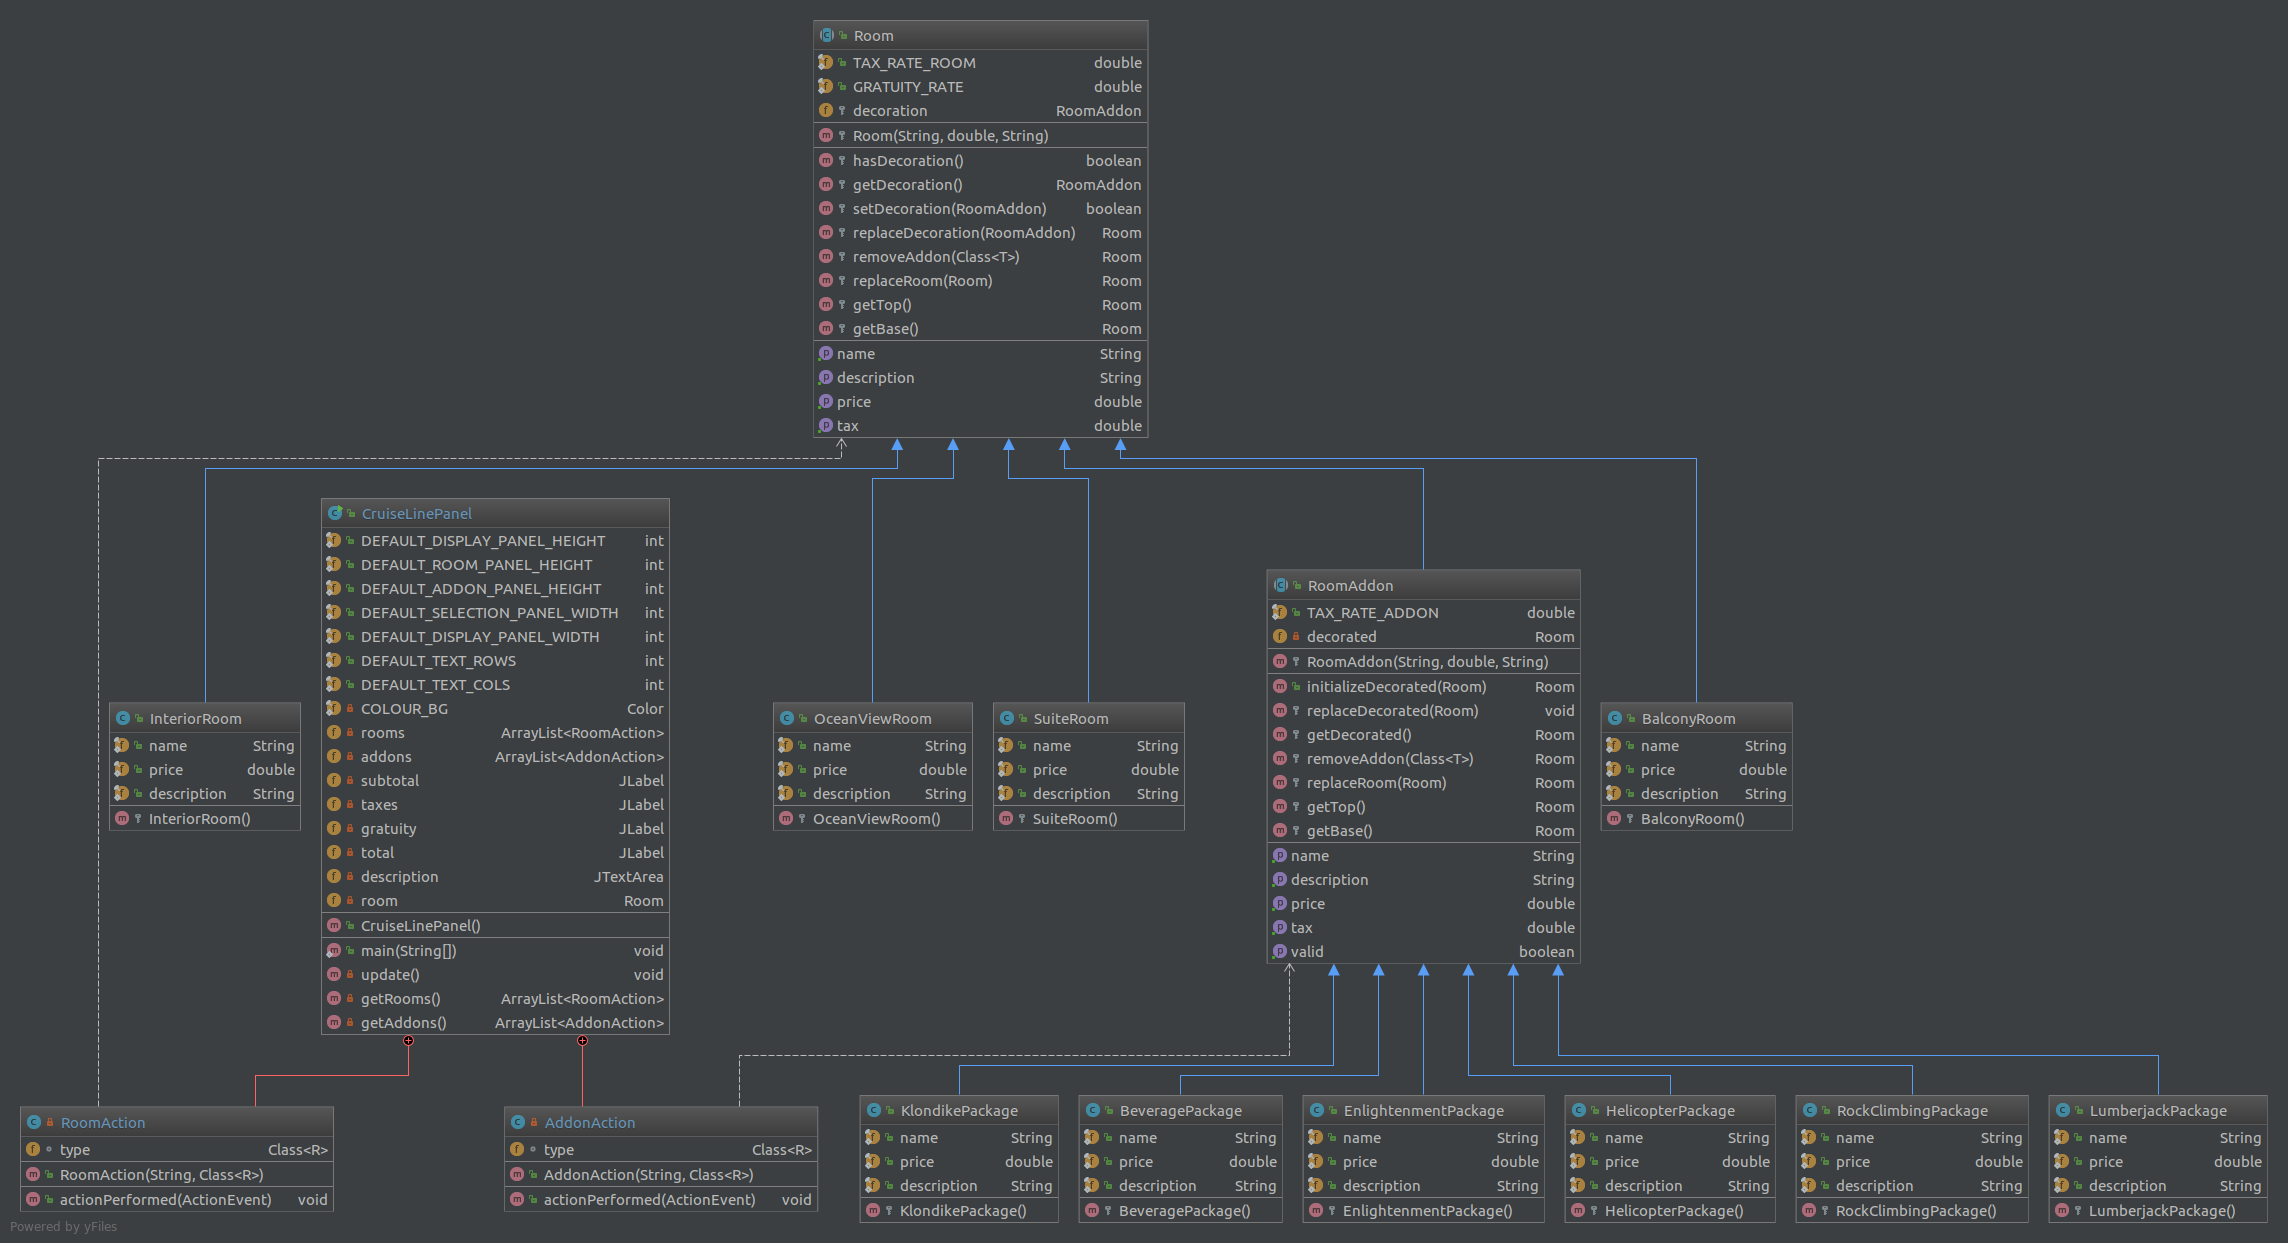 Room
TAX_RATE_ROOM double
GRATUITY_RATE double
decoration RoomAddon
Room(String, double, String)
hasDecoration() boolean
getDecoration() RoomAddon
setDecoration(RoomAddon) boolean
replaceDecoration(RoomAddon) Room
removeAddon(Class<T>) Room
replaceRoom(Room) Room
getTop() Room
getBase() Room
name String
description String
price double
tax double
CruiseLinePanel
DEFAULT_DISPLAY_PANEL_HEIGHT int
DEFAULT_ROOM_PANEL_HEIGHT int
DEFAULT_ADDON_PANEL_HEIGHT int
DEFAULT_SELECTION_PANEL_WIDTH int
DEFAULT_DISPLAY_PANEL_WIDTH int
DEFAULT_TEXT_ROWS int
DEFAULT_TEXT_COLS int
COLOUR_BG Color
rooms ArrayList<RoomAction>
addons ArrayList<AddonAction>
subtotal JLabel
taxes JLabel
gratuity JLabel
total JLabel
description JTextArea
room Room
CruiseLinePanel()
main(String[]) void
update() void
getRooms() ArrayList<RoomAction>
getAddons() ArrayList<AddonAction>
RoomAddon
TAX_RATE_ADDON double
decorated Room
RoomAddon(String, double, String)
initializeDecorated(Room) Room
replaceDecorated(Room) void
getDecorated() Room
removeAddon(Class<T>) Room
replaceRoom(Room) Room
getTop() Room
getBase() Room
name String
description String
price double
tax double
valid boolean
InteriorRoom
name String
price double
description String
InteriorRoom()
OceanViewRoom
name String
price double
description String
OceanViewRoom()
SuiteRoom
name String
price double
description String
SuiteRoom()
BalconyRoom
name String
price double
description String
BalconyRoom()
RoomAction
type Class<R>
RoomAction(String, Class<R>)
actionPerformed(ActionEvent) void
AddonAction
type Class<R>
AddonAction(String, Class<R>)
actionPerformed(ActionEvent) void
KlondikePackage
name String
price double
description String
KlondikePackage()
BeveragePackage
name String
price double
description String
BeveragePackage()
EnlightenmentPackage
name String
price double
description String
EnlightenmentPackage()
HelicopterPackage
name String
price double
description String
HelicopterPackage()
RockClimbingPackage
name String
price double
description String
RockClimbingPackage()
LumberjackPackage
name String
price double
description String
LumberjackPackage()
Powered by yFiles